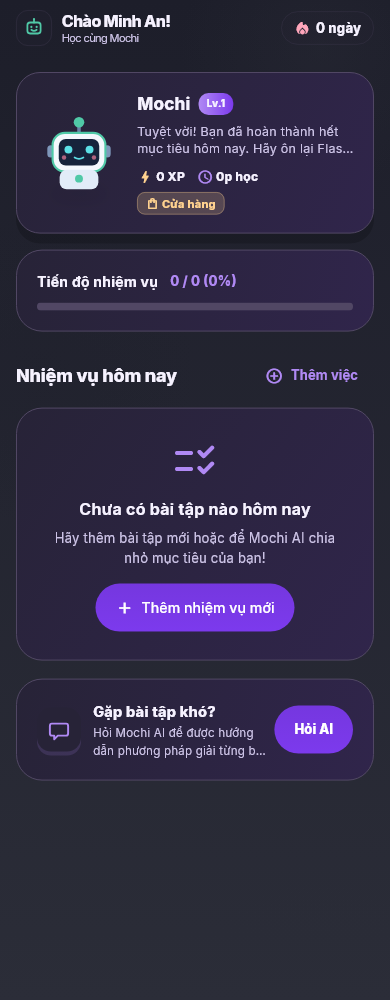 Chào Minh An!
Học cùng Mochi
0 ngày
Mochi
Lv.1
Tuyệt vời! Bạn đã hoàn thành hết
mục tiêu hôm nay. Hãy ôn lại Flas...
0 XP
0p học
Cửa hàng
Tiến độ nhiệm vụ
0 / 0 (0%)
Nhiệm vụ hôm nay
Thêm việc
Chưa có bài tập nào hôm nay
Hãy thêm bài tập mới hoặc để Mochi AI chia
nhỏ mục tiêu của bạn!
Thêm nhiệm vụ mới
Gặp bài tập khó?
Hỏi Mochi AI để được hướng
dẫn phương pháp giải từng b...
Hỏi AI